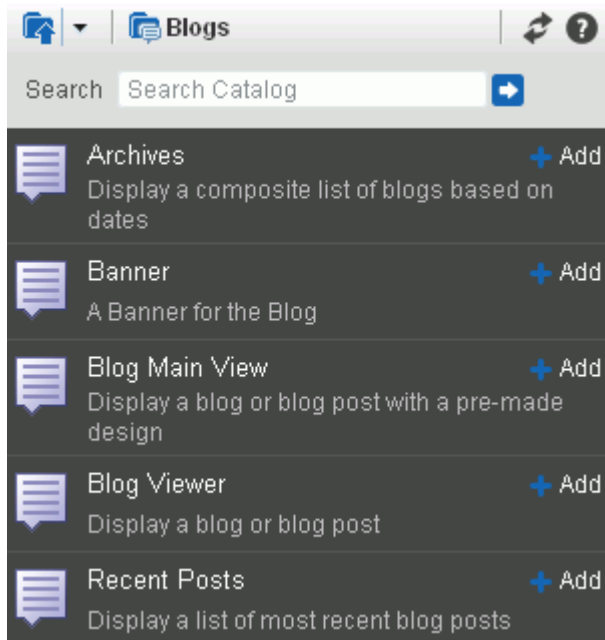 Blogs
Search Search Catalog
Archives Add
Display a composite list of blogs based on
dates
Banner Add
A Banner for the Blog
Blog Main View Add
Display a blog or blog post with a pre-made
design
Blog Viewer Add
Display a blog or blog post
Recent Posts Add
Display a list of most recent blog posts